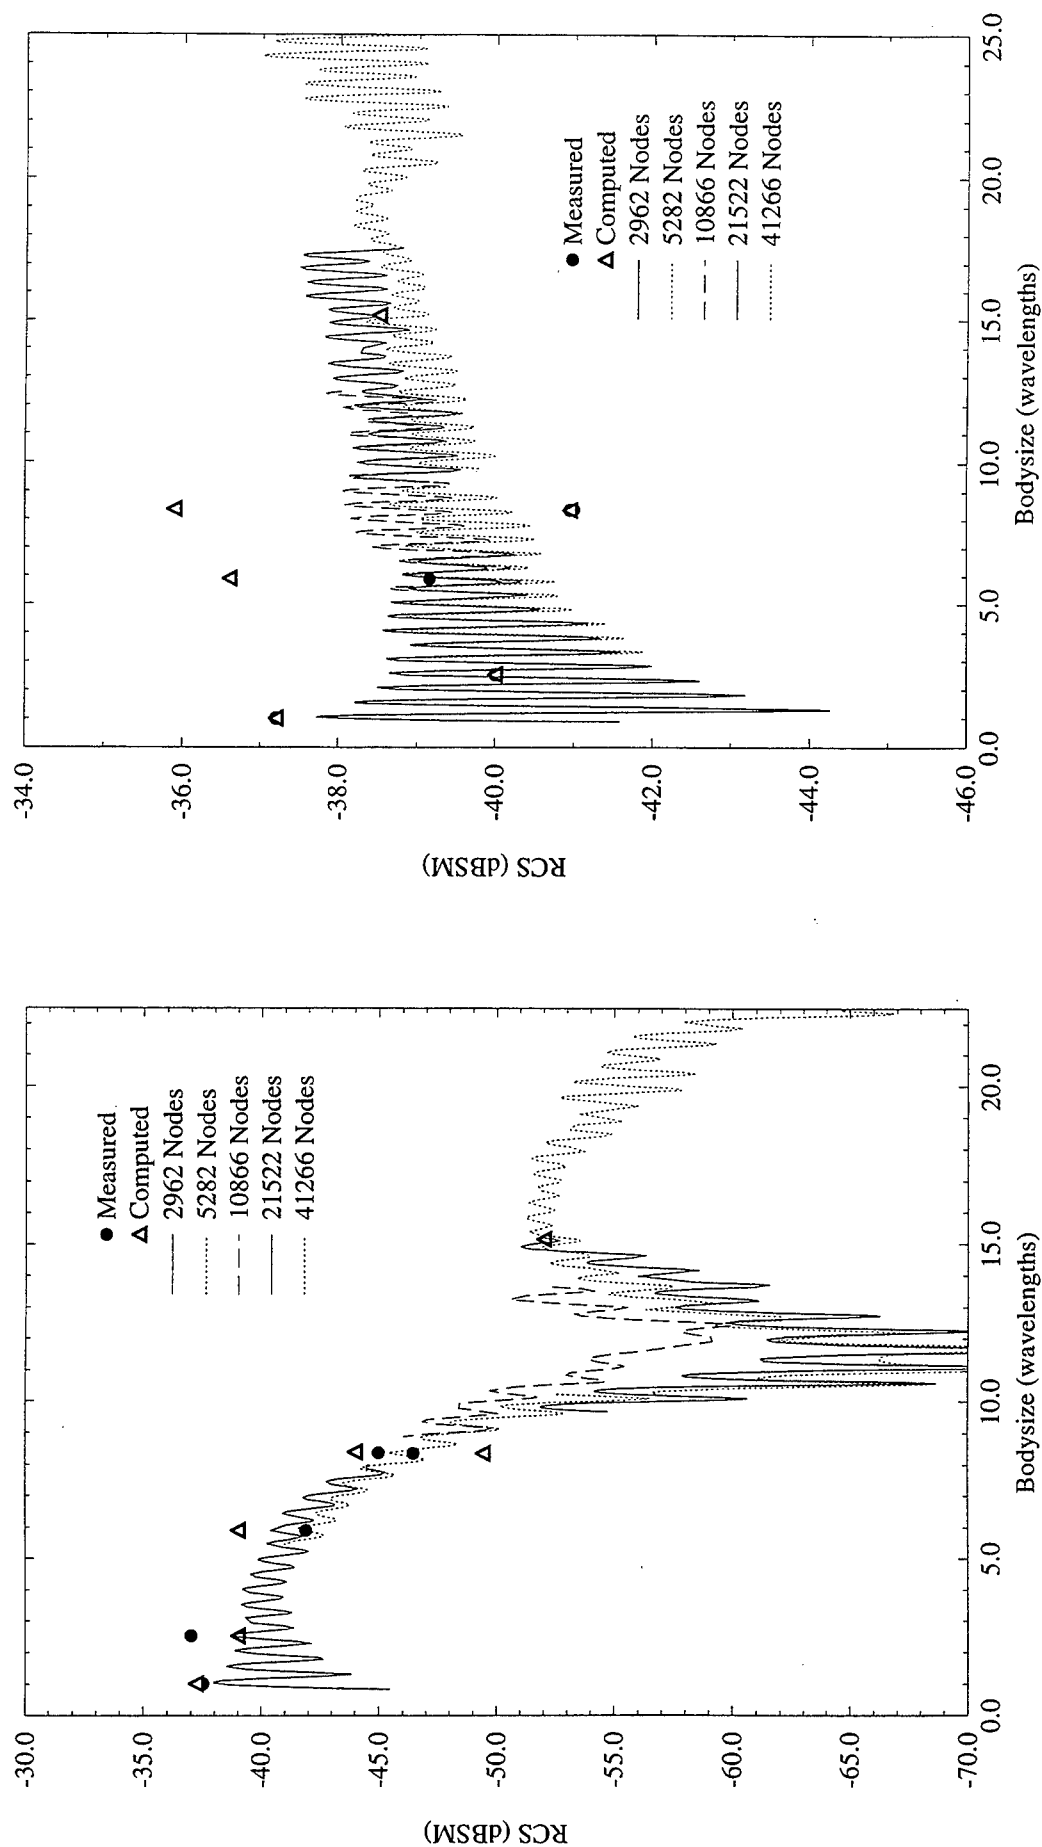 -34.0
-36.0
-38.0
-40.0
-42.0
-44.0
-46.0
RCS (dBSM)
0.0
5.0
10.0
15.0
20.0
25.0
Bodysize (wavelengths)
Measured
Computed
2962 Nodes
5282 Nodes
10866 Nodes
21522 Nodes
41266 Nodes
-30.0
-35.0
-40.0
-45.0
-50.0
-55.0
-60.0
-65.0
-70.0
RCS (dBSM)
0.0
5.0
10.0
15.0
20.0
Bodysize (wavelengths)
Measured
Computed
2962 Nodes
5282 Nodes
10866 Nodes
21522 Nodes
41266 Nodes